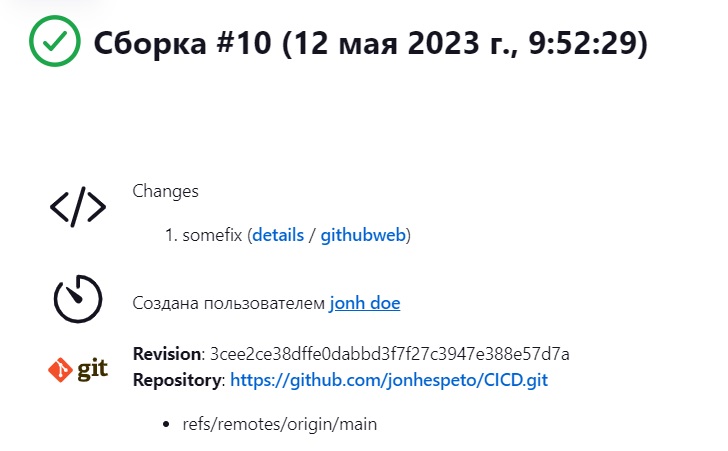 Сборка #10 (12 мая 2023 г., 9:52:29)
Changes
1. somefix (details / githubweb)
Создана пользователем jonh doe
git
Revision: 3cee2ce38dffe0dabbd3f7f27c3947e388e57d7a
Repository: https://github.com/jonhespeto/CICD.git
• refs/remotes/origin/main